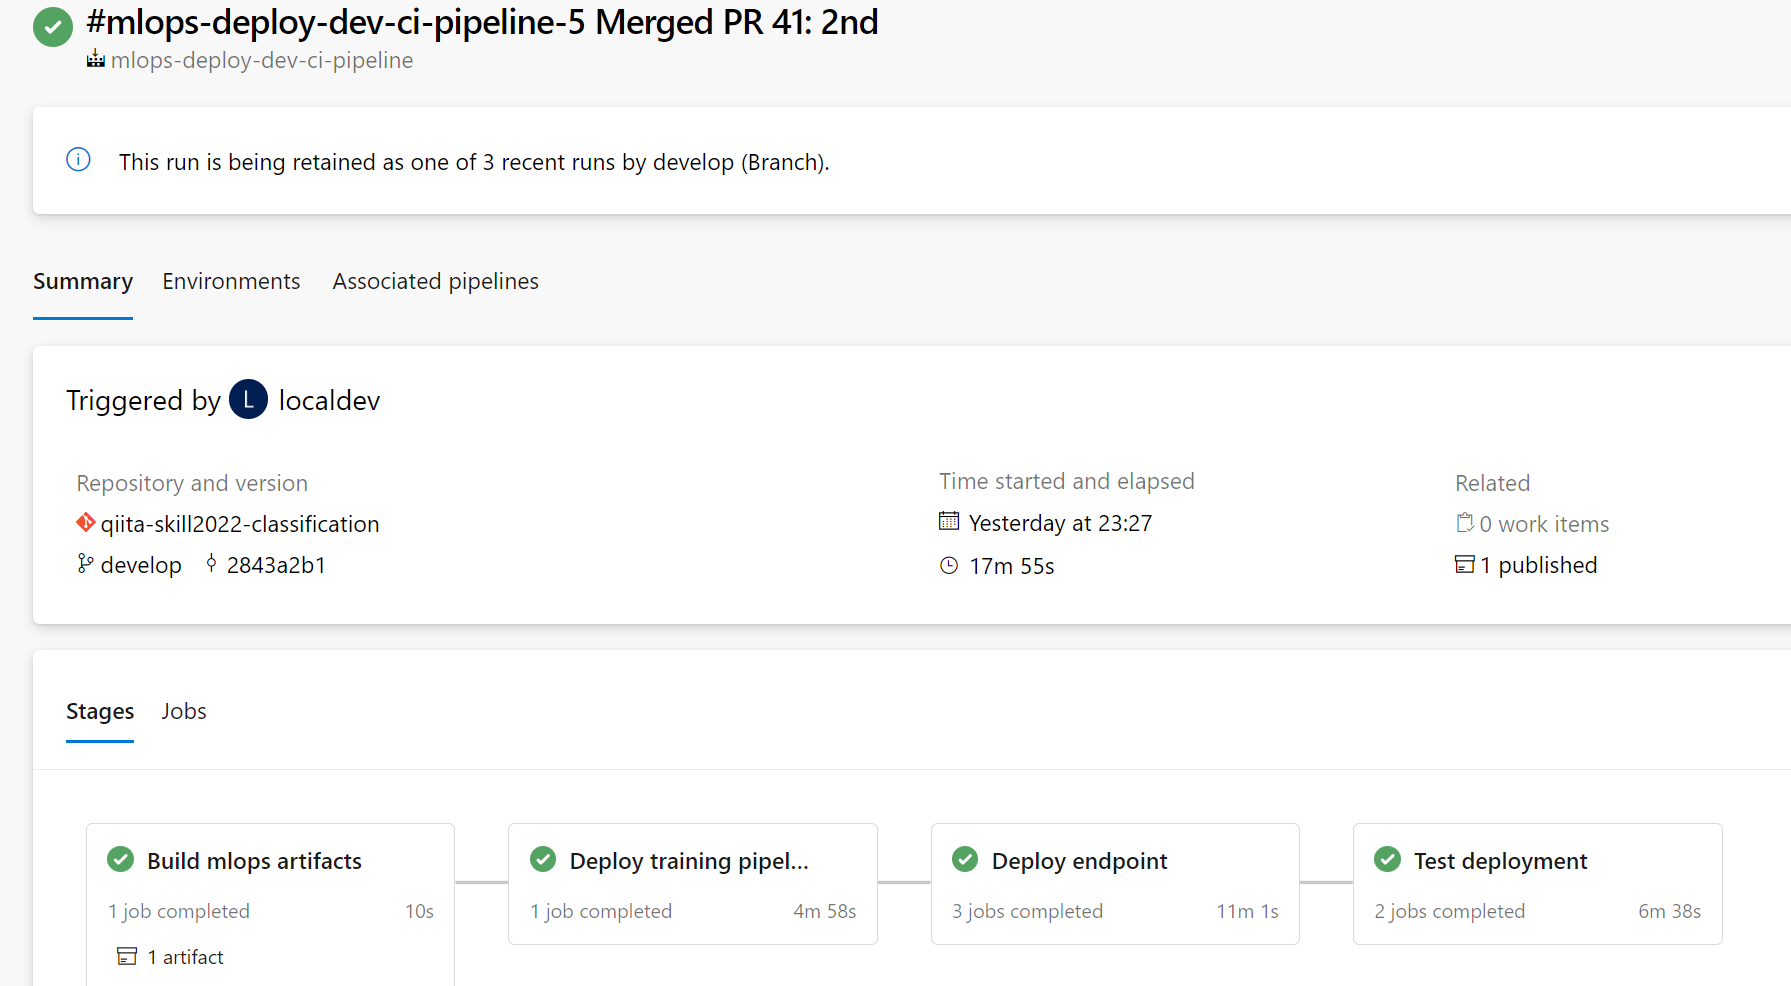 #mlops-deploy-dev-ci-pipeline-5 Merged PR 41: 2nd
mlops-deploy-dev-ci-pipeline
This run is being retained as one of 3 recent runs by develop (Branch).
Summary Environments Associated pipelines
Triggered by L localdev
Repository and version
qiita-skill2022-classification
develop 2843a2b1
Time started and elapsed
Yesterday at 23:27
17m 55s
Related
0 work items
1 published
Stages Jobs
Build mlops artifacts
1 job completed 10s
1 artifact
Deploy training pipel...
1 job completed 4m 58s
Deploy endpoint
3 jobs completed 11m 1s
Test deployment
2 jobs completed 6m 38s